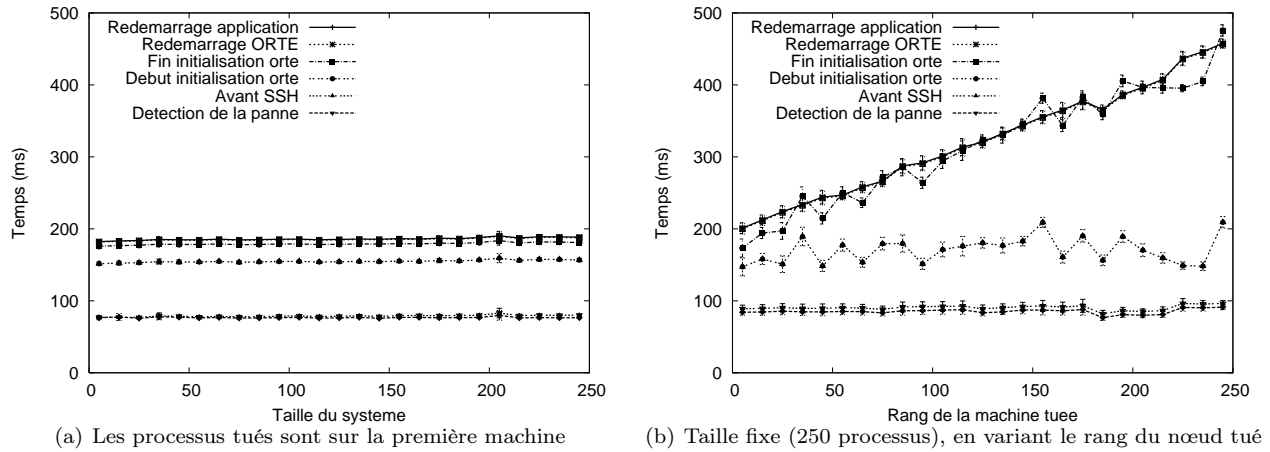 500
400
300
200
100
0
Temps (ms)
Redemarrage application
Redemarrage ORTE
Fin initialisation orte
Debut initialisation orte
Avant SSH
Detection de la panne
0 50 100 150 200 250
Taille du systeme
(a) Les processus tués sont sur la première machine
500
400
300
200
100
0
Temps (ms)
Redemarrage application
Redemarrage ORTE
Fin initialisation orte
Debut initialisation orte
Avant SSH
Detection de la panne
0 50 100 150 200 250
Rang de la machine tuee
(b) Taille fixe (250 processus), en variant le rang du nœud tué